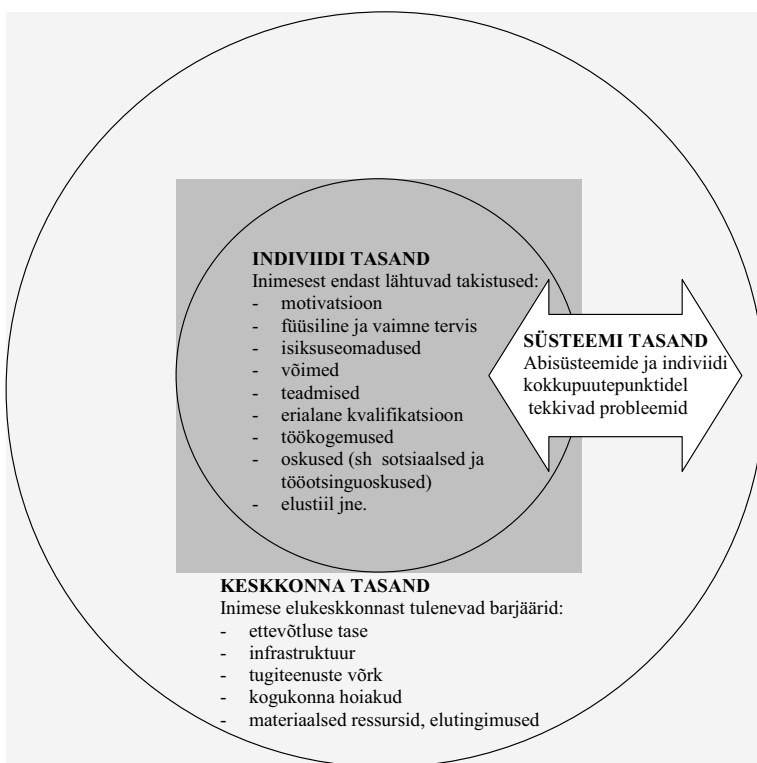 INDIVIIDI TASAND
Inimesest endast lähtuvad takistused:
- motivatsioon
- füüsiline ja vaimne tervis
- isiksuseomadused
- võimed
- teadmised
- erialane kvalifikatsioon
- töökogemused
- oskused (sh sotsiaalsed ja
tööotsinguoskused)
- elustiil jne.
SÜSTEEMI TASAND
Abisüsteemide ja indiviidi
kokkupuutepunktidel
tekkivad probleemid
KESKKONNA TASAND
Inimese elukeskkonnast tulenevad barjäärid:
- ettevõtluse tase
- infrastruktuur
- tugiteenuste võrk
- kogukonna hoiakud
- materiaalsed ressursid, elutingimused